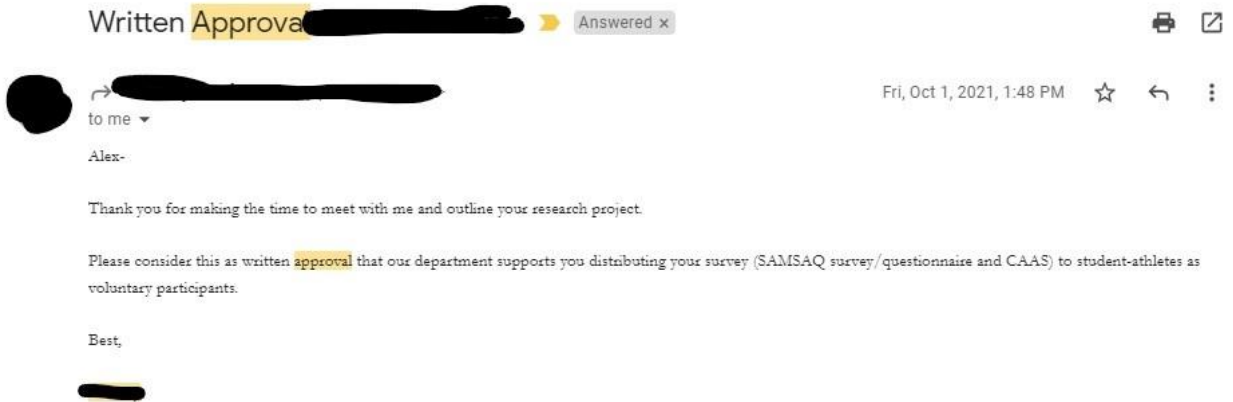 Written Approva
Answered ×
Fri, Oct 1, 2021, 1:48 PM
to me
Alex-
Thank you for making the time to meet with me and outline your research project.
Please consider this as written approval that our department supports you distributing your survey (SAMSAQ survey/questionnaire and CAAS) to student-athletes as
voluntary participants.
Best,